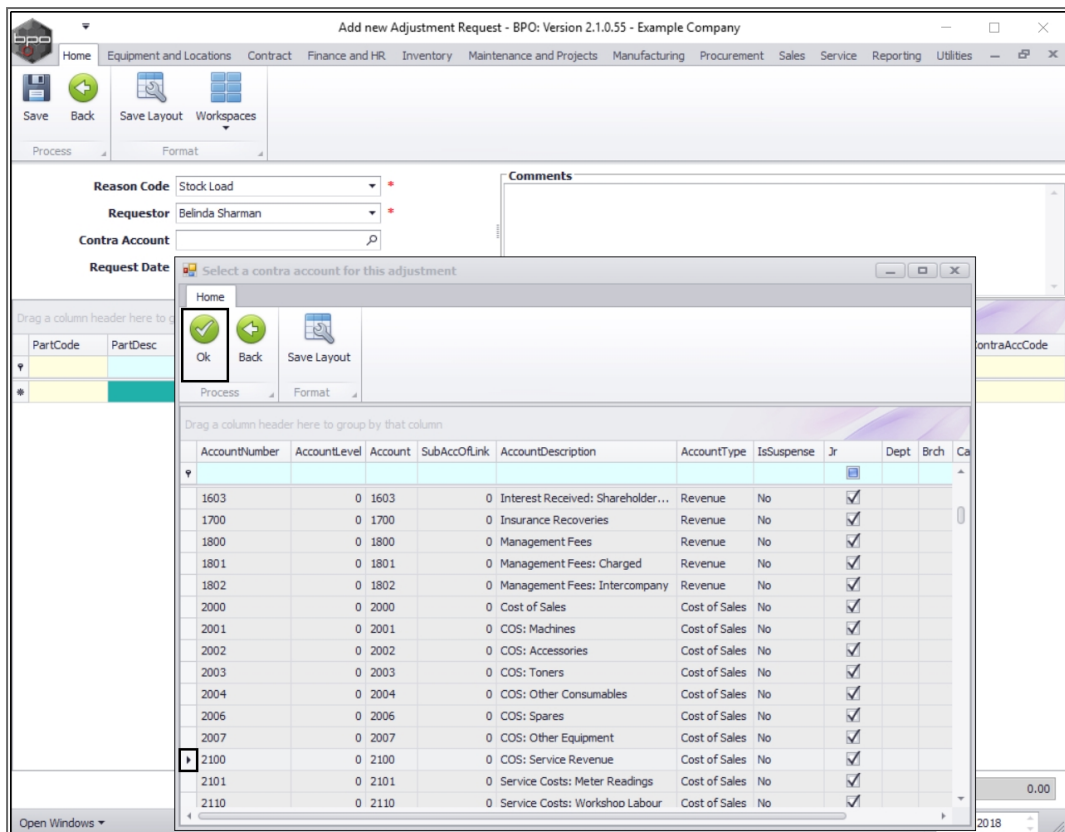 Add new Adjustment Request - BPO: Version 2.1.0.55 - Example Company
bpo
Home Equipment and Locations Contract Finance and HR Inventory Maintenance and Projects Manufacturing Procurement Sales Service Reporting Utilities
Save Back Save Layout Workspaces
Process Format
Reason Code Stock Load *
Requestor Belinda Sharman *
Contra Account
Request Date
Comments
Drag a column header here to g
PartCode PartDesc ContraAccCode
Select a contra account for this adjustment
Home
Ok Back Save Layout
Process Format
Drag a column header here to group by that column
AccountNumber AccountLevel Account SubAccOfLink AccountDescription AccountType IsSuspense Jr Dept Brch Ca
1603 0 1603 0 Interest Received: Shareholder... Revenue No
1700 0 1700 0 Insurance Recoveries Revenue No
1800 0 1800 0 Management Fees Revenue No
1801 0 1801 0 Management Fees: Charged Revenue No
1802 0 1802 0 Management Fees: Intercompany Revenue No
2000 0 2000 0 Cost of Sales Cost of Sales No
2001 0 2001 0 COS: Machines Cost of Sales No
2002 0 2002 0 COS: Accessories Cost of Sales No
2003 0 2003 0 COS: Toners Cost of Sales No
2004 0 2004 0 COS: Other Consumables Cost of Sales No
2006 0 2006 0 COS: Spares Cost of Sales No
2007 0 2007 0 COS: Other Equipment Cost of Sales No
2100 0 2100 0 COS: Service Revenue Cost of Sales No
2101 0 2101 0 Service Costs: Meter Readings Cost of Sales No
2110 0 2110 0 Service Costs: Workshop Labour Cost of Sales No
0.00
Open Windows 2018